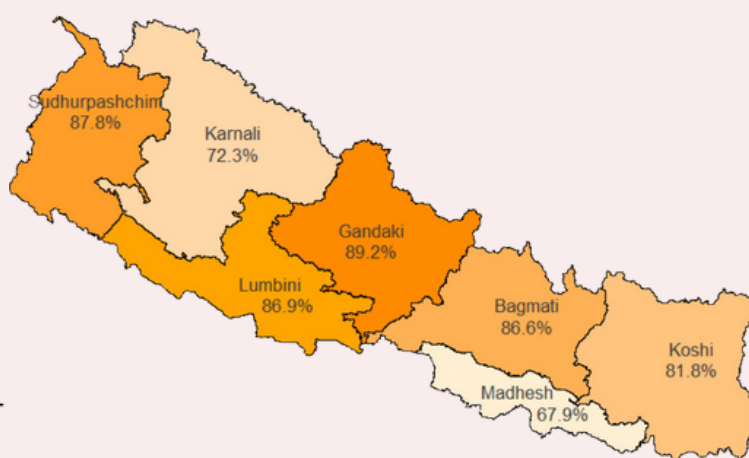 Sudhurpashchim
87.8%
Karnali
72.3%
Gandaki
89.2%
Lumbini
86.9%
Bagmati
86.6%
Koshi
81.8%
Madhesh
67.9%